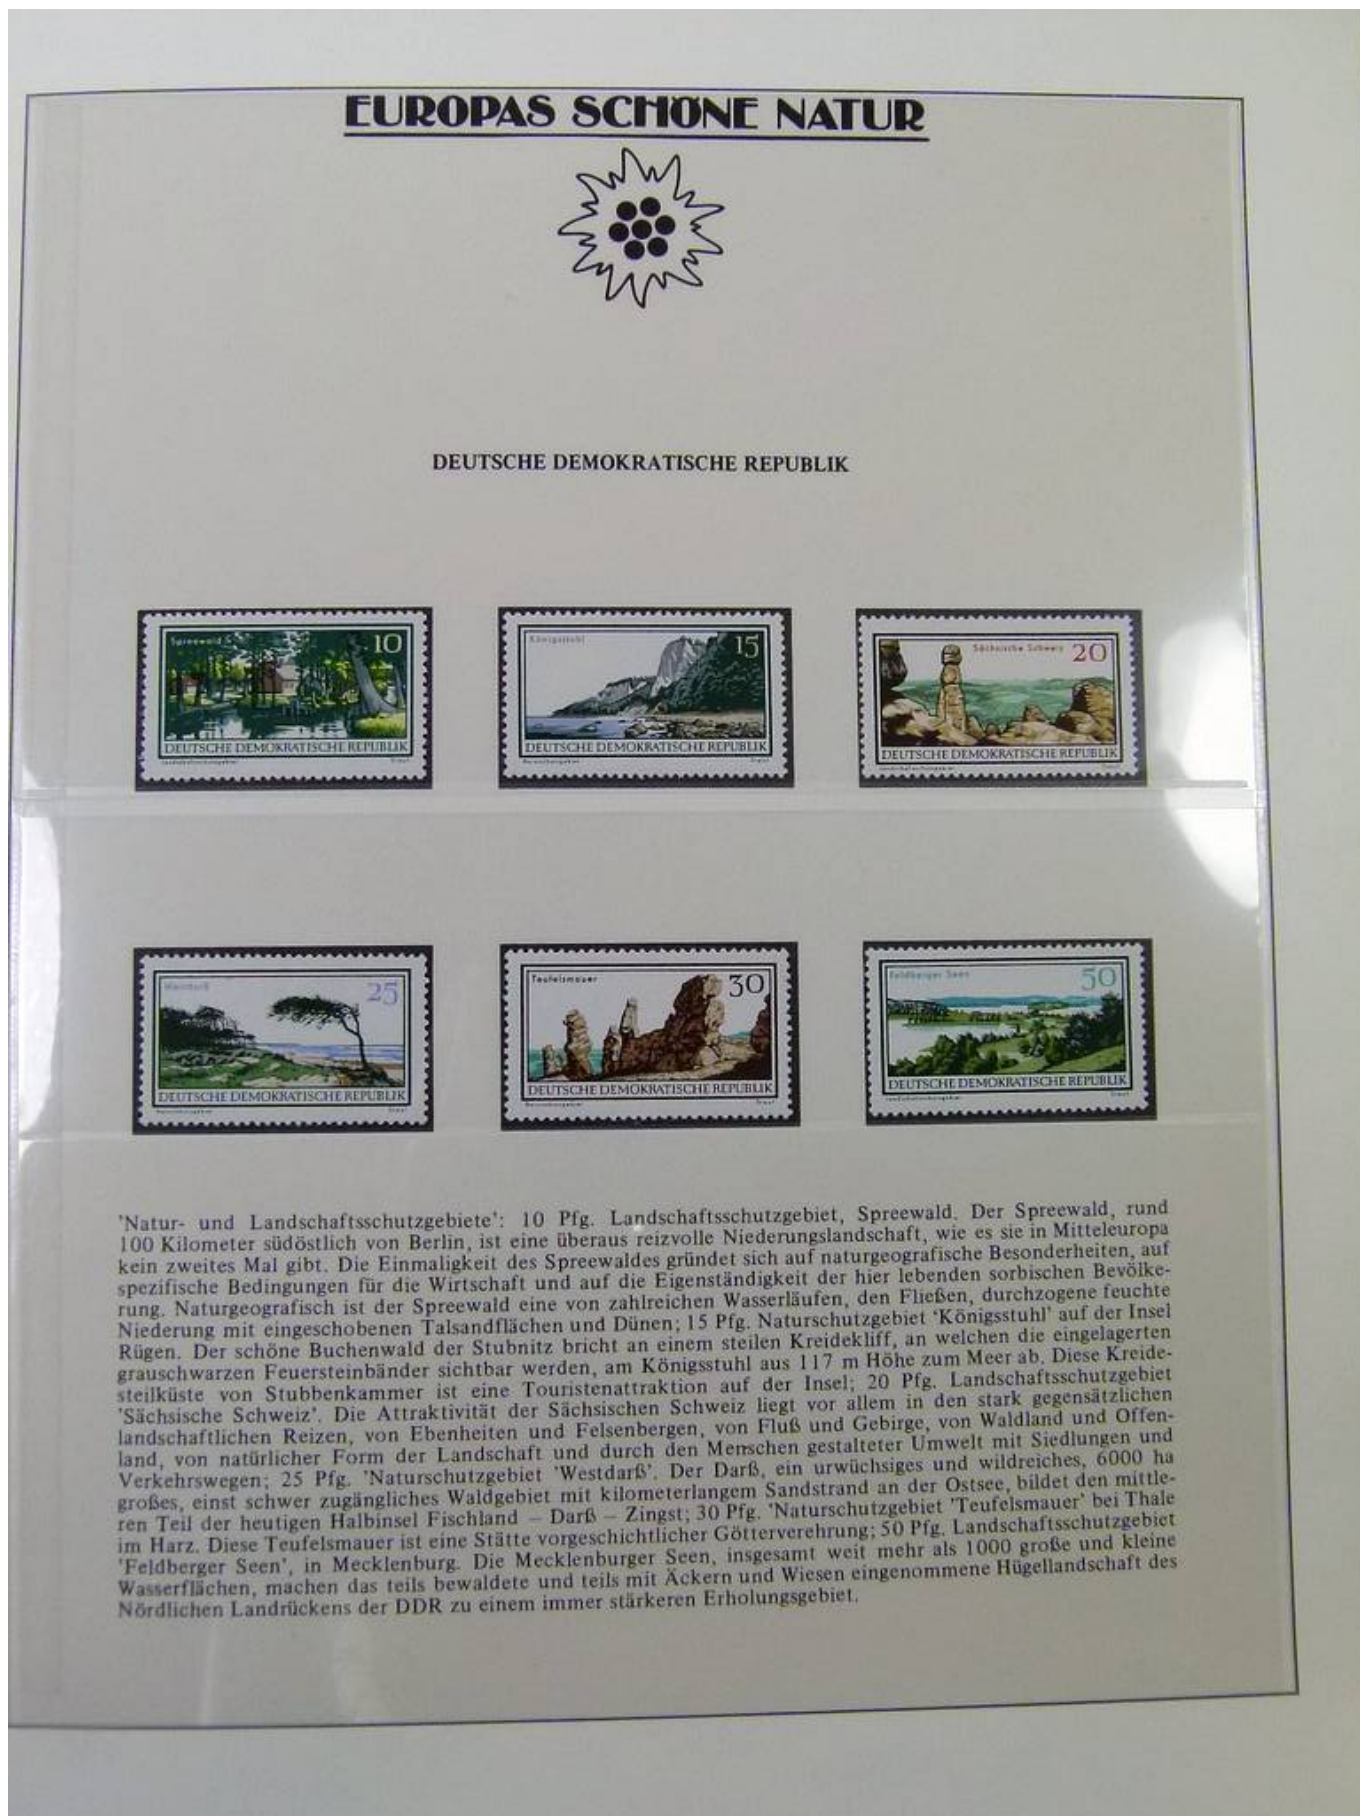 EUROPAS SCHÖNE NATUR
DEUTSCHE DEMOKRATISCHE REPUBLIK
Spreewald 10
DEUTSCHE DEMOKRATISCHE REPUBLIK
Königsstuhl 15
DEUTSCHE DEMOKRATISCHE REPUBLIK
Sächsische Schweiz 20
DEUTSCHE DEMOKRATISCHE REPUBLIK
Westdarß 25
DEUTSCHE DEMOKRATISCHE REPUBLIK
Teufelsmauer 30
DEUTSCHE DEMOKRATISCHE REPUBLIK
Feldberger Seen 50
DEUTSCHE DEMOKRATISCHE REPUBLIK
'Natur- und Landschaftsschutzgebiete': 10 Pfg. Landschaftsschutzgebiet, Spreewald. Der Spreewald, rund
100 Kilometer südöstlich von Berlin, ist eine überaus reizvolle Niederungslandschaft, wie es sie in Mitteleuropa
kein zweites Mal gibt. Die Einmaligkeit des Spreewaldes gründet sich auf naturgeografische Besonderheiten, auf
spezifische Bedingungen für die Wirtschaft und auf die Eigenständigkeit der hier lebenden sorbischen Bevölke-
rung. Naturgeografisch ist der Spreewald eine von zahlreichen Wasserläufen, den Fließen, durchzogene feuchte
Niederung mit eingeschobenen Talsandflächen und Dünen; 15 Pfg. Naturschutzgebiet 'Königsstuhl' auf der Insel
Rügen. Der schöne Buchenwald der Stubnitz bricht an einem steilen Kreidekliff, an welchen die eingelagerten
grauschwarzen Feuersteinbänder sichtbar werden, am Königsstuhl aus 117 m Höhe zum Meer ab. Diese Kreide-
steilküste von Stubbenkammer ist eine Touristenattraktion auf der Insel; 20 Pfg. Landschaftsschutzgebiet
'Sächsische Schweiz'. Die Attraktivität der Sächsischen Schweiz liegt vor allem in den stark gegensätzlichen
landschaftlichen Reizen, von Ebenheiten und Felsenbergen, von Fluß und Gebirge, von Waldland und Offen-
land, von natürlicher Form der Landschaft und durch den Menschen gestalteter Umwelt mit Siedlungen und
Verkehrswegen; 25 Pfg. 'Naturschutzgebiet 'Westdarß'. Der Darß, ein urwüchsiges und wildreiches, 6000 ha
großes, einst schwer zugängliches Waldgebiet mit kilometerlangem Sandstrand an der Ostsee, bildet den mittle-
ren Teil der heutigen Halbinsel Fischland – Darß – Zingst; 30 Pfg. 'Naturschutzgebiet 'Teufelsmauer' bei Thale
im Harz. Diese Teufelsmauer ist eine Stätte vorgeschichtlicher Götterverehrung; 50 Pfg. Landschaftsschutzgebiet
'Feldberger Seen', in Mecklenburg. Die Mecklenburger Seen, insgesamt weit mehr als 1000 große und kleine
Wasserflächen, machen das teils bewaldete und teils mit Äckern und Wiesen eingenommene Hügellandschaft des
Nördlichen Landrückens der DDR zu einem immer stärkeren Erholungsgebiet.